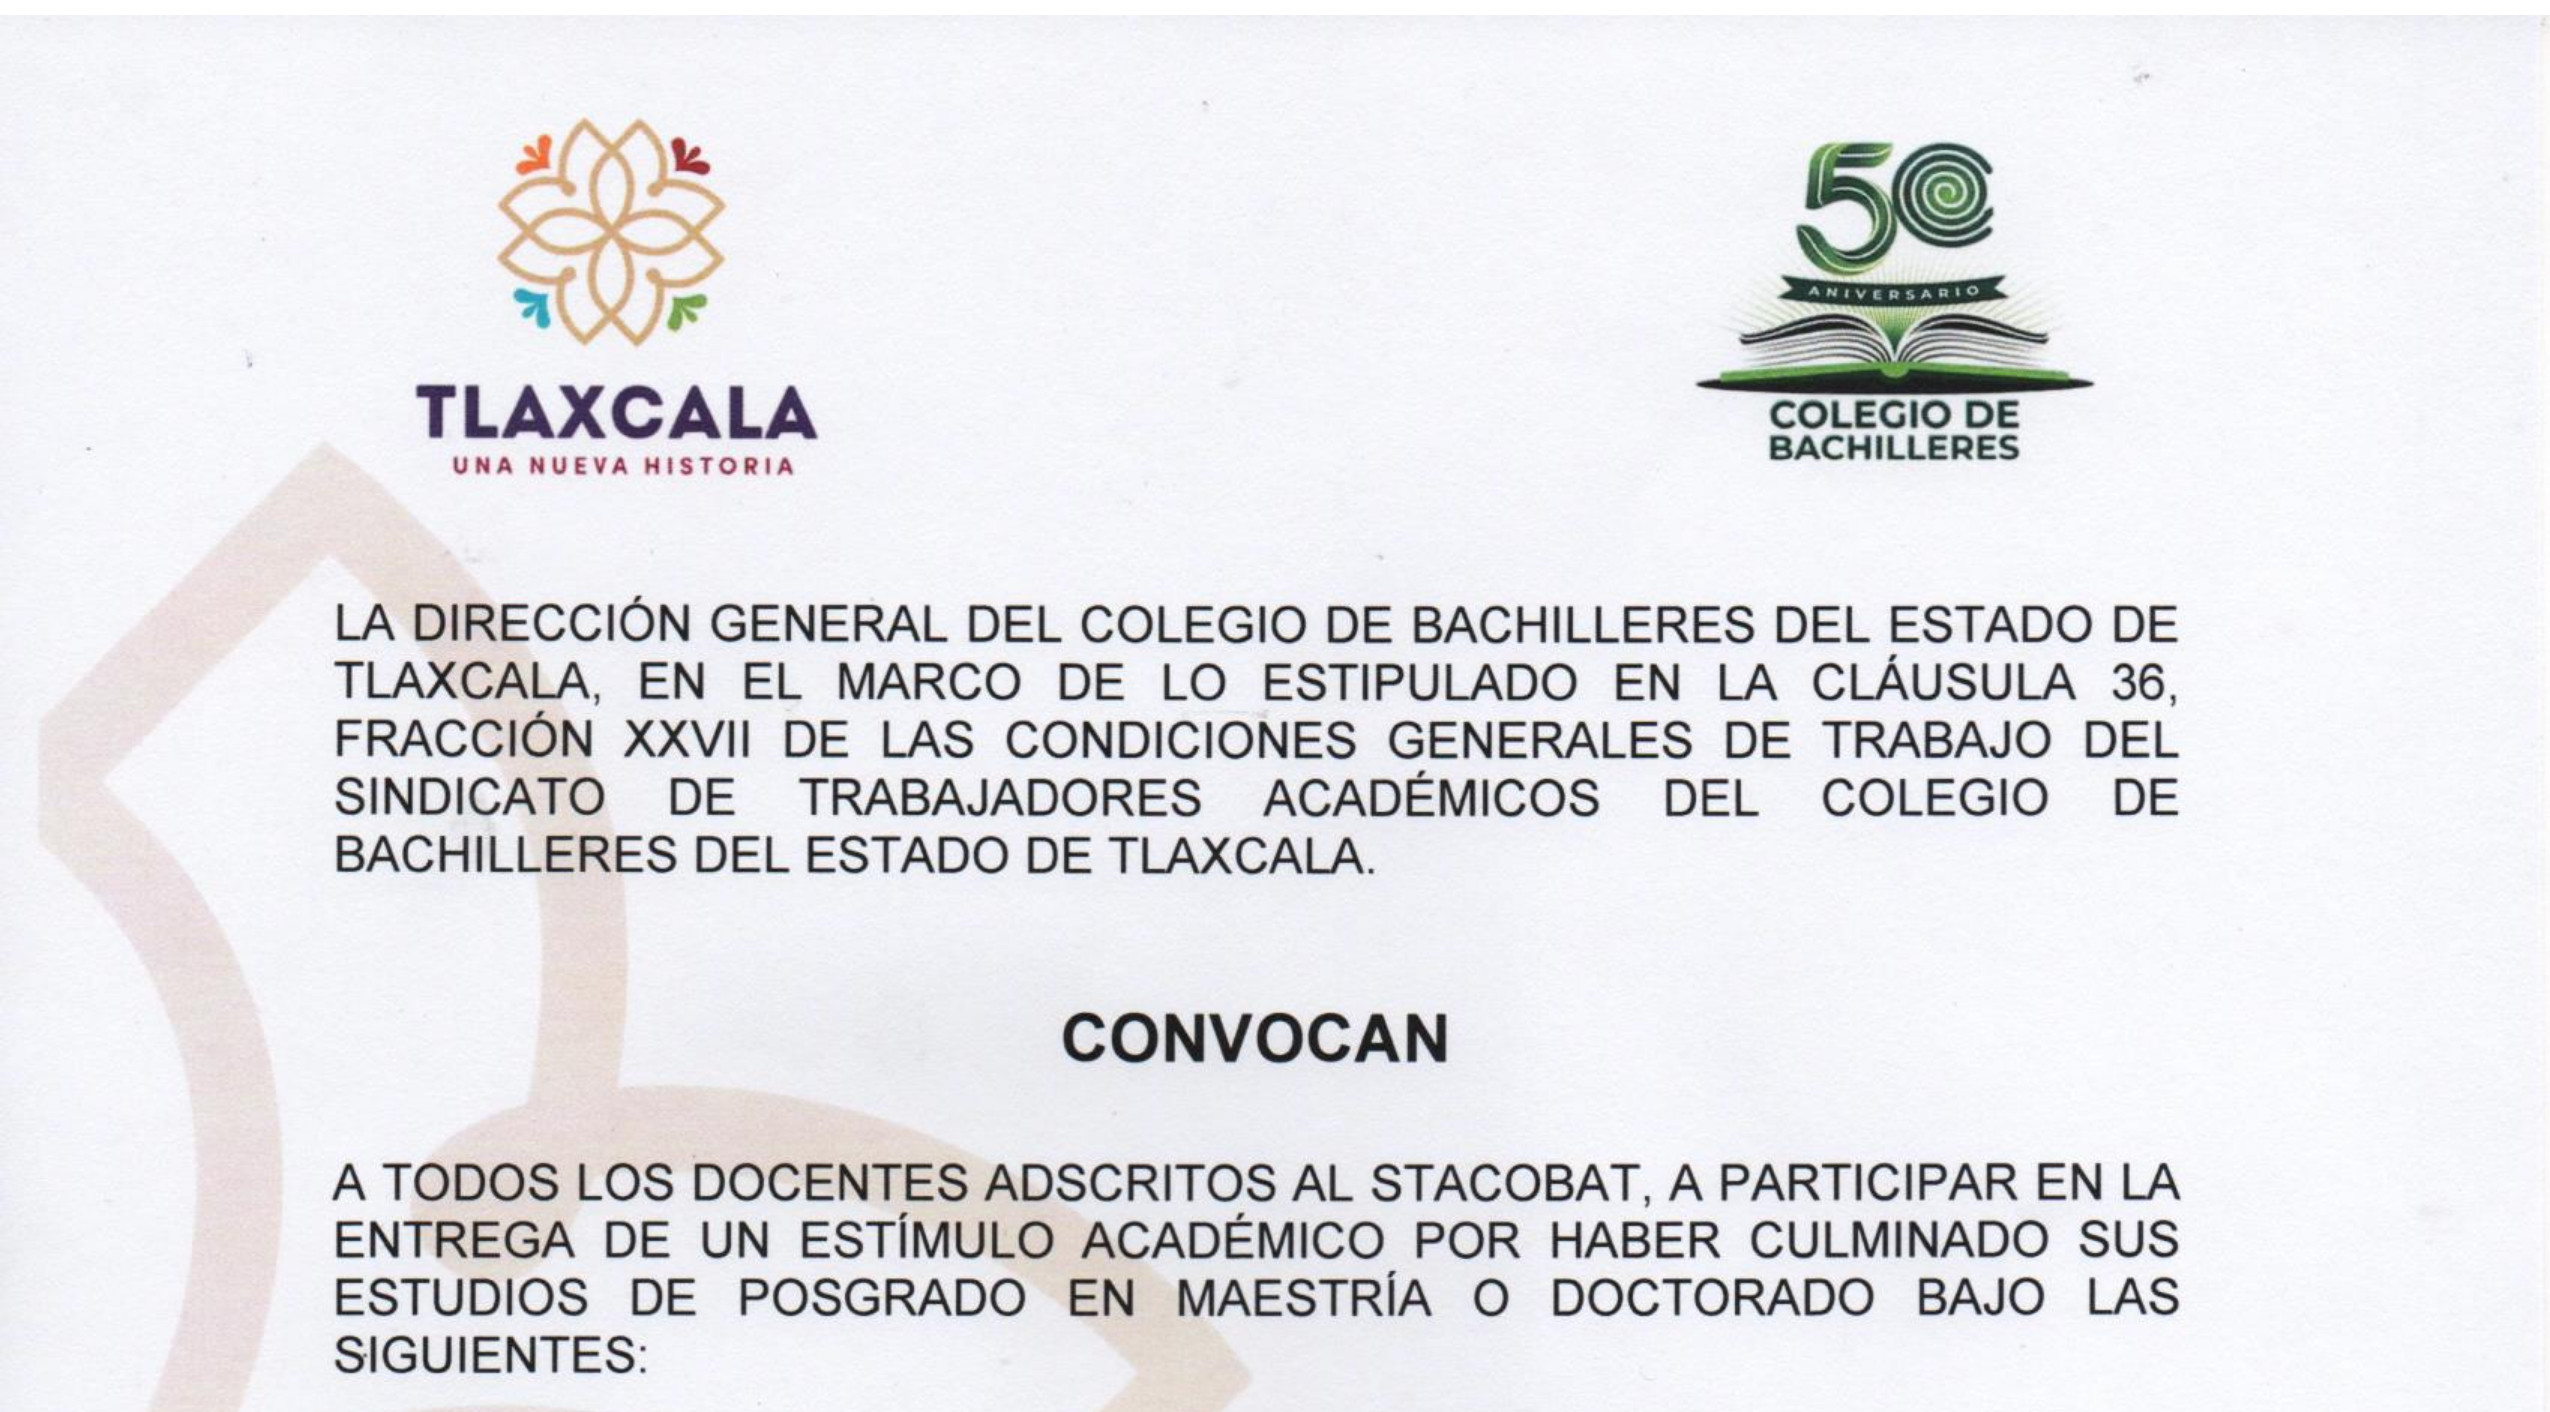 TLAXCALA
UNA NUEVA HISTORIA
50
ANIVERSARIO
COLEGIO DE
BACHILLERES
LA DIRECCIÓN GENERAL DEL COLEGIO DE BACHILLERES DEL ESTADO DE
TLAXCALA, EN EL MARCO DE LO ESTIPULADO EN LA CLÁUSULA 36,
FRACCIÓN XXVII DE LAS CONDICIONES GENERALES DE TRABAJO DEL
SINDICATO DE TRABAJADORES ACADÉMICOS DEL COLEGIO DE
BACHILLERES DEL ESTADO DE TLAXCALA.
CONVOCAN
A TODOS LOS DOCENTES ADSCRITOS AL STACOBAT, A PARTICIPAR EN LA
ENTREGA DE UN ESTÍMULO ACADÉMICO POR HABER CULMINADO SUS
ESTUDIOS DE POSGRADO EN MAESTRÍA O DOCTORADO BAJO LAS
SIGUIENTES: